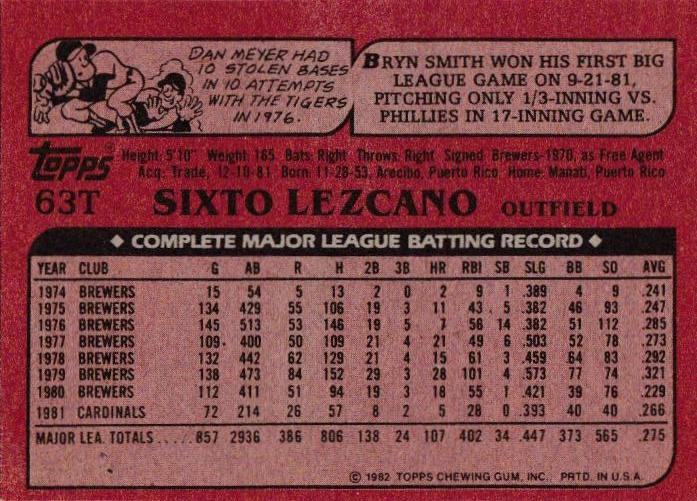 DAN MEYER HAD
10 STOLEN BASES
IN 10 ATTEMPTS
WITH THE TIGERS
IN 1976.
BRYN SMITH WON HIS FIRST BIG
LEAGUE GAME ON 9-21-81,
PITCHING ONLY 1/3-INNING VS.
PHILLIES IN 17-INNING GAME.
TOPPS® Height: 5'10" Weight: 165 Bats: Right Throws: Right Signed: Brewers-1970, as Free Agent
Acq: Trade, 12-10-81 Born: 11-28-53, Arecibo, Puerto Rico Home: Manati, Puerto Rico
63T SIXTO LEZCANO OUTFIELD
◆ COMPLETE MAJOR LEAGUE BATTING RECORD ◆
YEAR CLUB G AB R H 2B 3B HR RBI SB SLG BB SO AVG
1974 BREWERS 15 54 5 13 2 0 2 9 1 .389 4 9 .241
1975 BREWERS 134 429 55 106 19 3 11 43 5 .382 46 93 .247
1976 BREWERS 145 513 53 146 19 5 7 56 14 .382 51 112 .285
1977 BREWERS 109 400 50 109 21 4 21 49 6 .503 52 78 .273
1978 BREWERS 132 442 62 129 21 4 15 61 3 .459 64 83 .292
1979 BREWERS 138 473 84 152 29 3 28 101 4 .573 77 74 .321
1980 BREWERS 112 411 51 94 19 3 18 55 1 .421 39 76 .229
1981 CARDINALS 72 214 26 57 8 2 5 28 0 .393 40 40 .266
MAJOR LEA. TOTALS ..... 857 2936 386 806 138 24 107 402 34 .447 373 565 .275
© 1982 TOPPS CHEWING GUM, INC. PRTD. IN U.S.A.